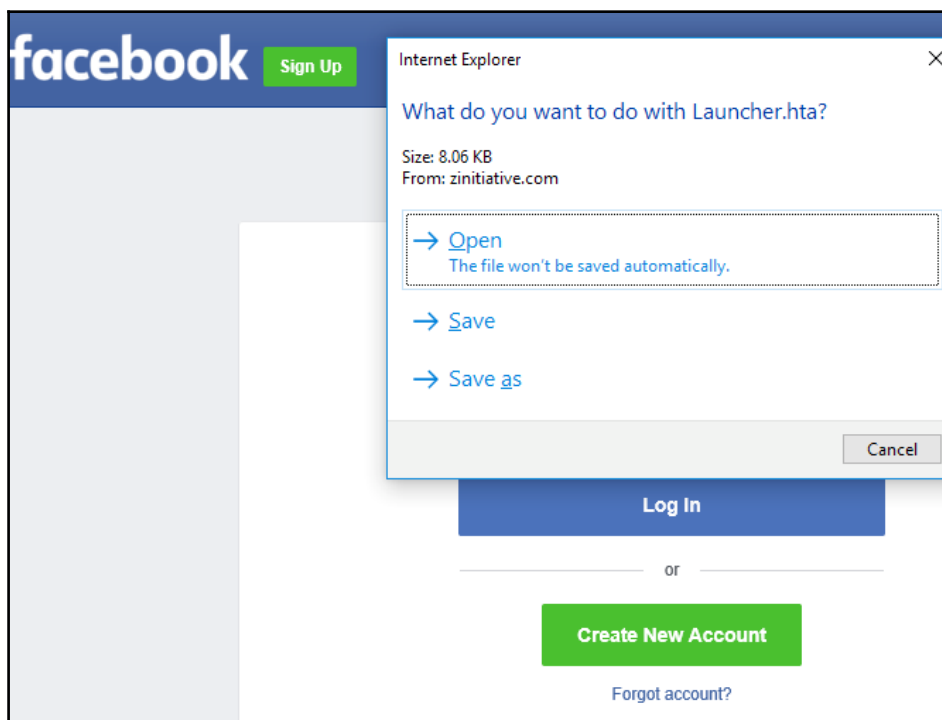 facebook
Sign Up
Internet Explorer
What do you want to do with Launcher.hta?
Size: 8.06 KB
From: zinitiative.com
Open
The file won't be saved automatically.
Save
Save as
Cancel
Log In
or
Create New Account
Forgot account?